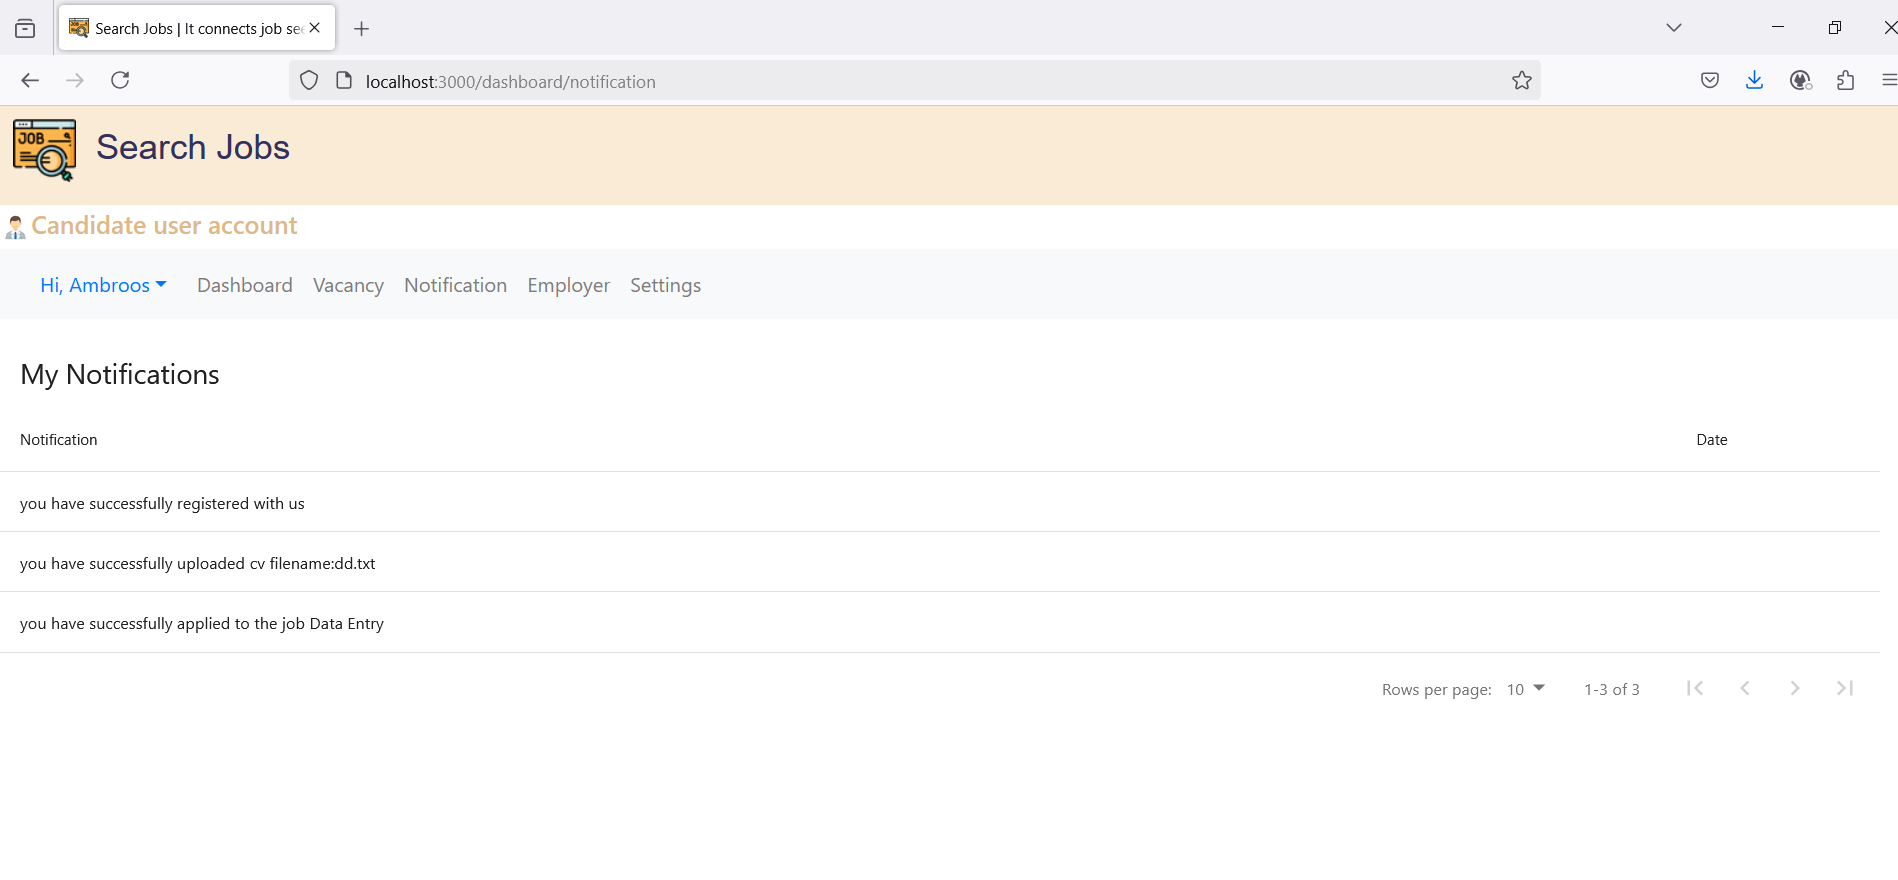 Search Jobs | It connects job see
localhost:3000/dashboard/notification
JOB
Search Jobs
Candidate user account
Hi, Ambroos Dashboard Vacancy Notification Employer Settings
My Notifications
Notification Date
you have successfully registered with us
you have successfully uploaded cv filename:dd.txt
you have successfully applied to the job Data Entry
Rows per page: 10 1-3 of 3